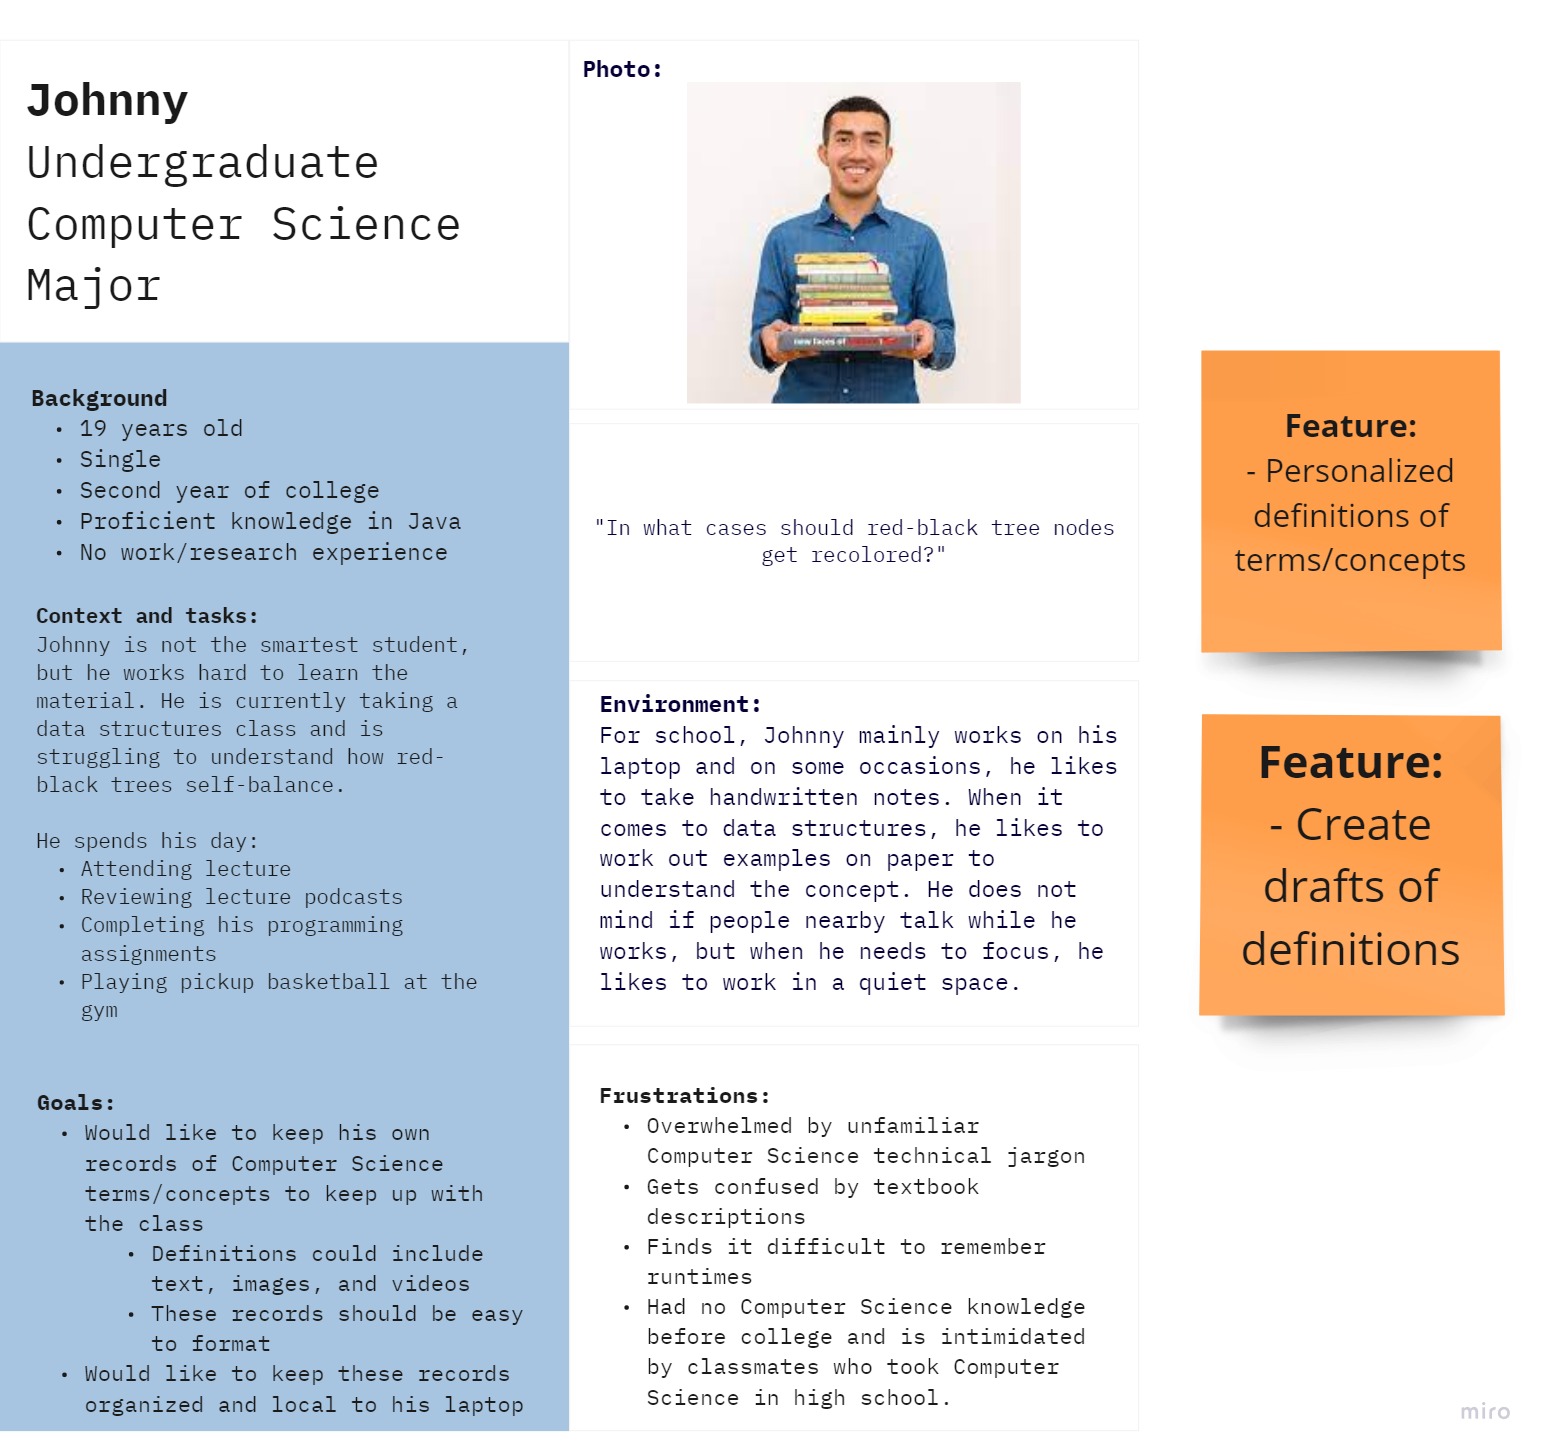 Johnny
Undergraduate
Computer Science
Major
Background
• 19 years old
• Single
• Second year of college
• Proficient knowledge in Java
• No work/research experience
Context and tasks:
Johnny is not the smartest student,
but he works hard to learn the
material. He is currently taking a
data structures class and is
struggling to understand how red-
black trees self-balance.
He spends his day:
• Attending lecture
• Reviewing lecture podcasts
• Completing his programming
assignments
• Playing pickup basketball at the
gym
Goals:
• Would like to keep his own
records of Computer Science
terms/concepts to keep up with
the class
• Definitions could include
text, images, and videos
• These records should be easy
to format
• Would like to keep these records
organized and local to his laptop
Photo:
new faces of
"In what cases should red-black tree nodes
get recolored?"
Environment:
For school, Johnny mainly works on his
laptop and on some occasions, he likes
to take handwritten notes. When it
comes to data structures, he likes to
work out examples on paper to
understand the concept. He does not
mind if people nearby talk while he
works, but when he needs to focus, he
likes to work in a quiet space.
Frustrations:
• Overwhelmed by unfamiliar
Computer Science technical jargon
• Gets confused by textbook
descriptions
• Finds it difficult to remember
runtimes
• Had no Computer Science knowledge
before college and is intimidated
by classmates who took Computer
Science in high school.
Feature:
- Personalized
definitions of
terms/concepts
Feature:
- Create
drafts of
definitions
miro